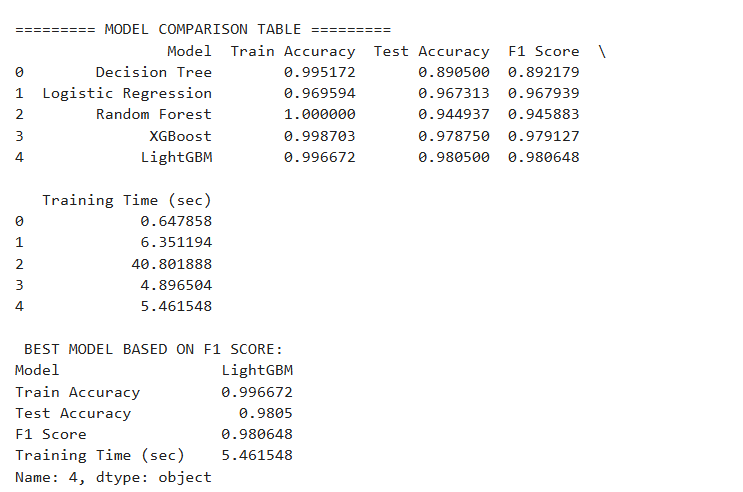 ========= MODEL COMPARISON TABLE =========
Model Train Accuracy Test Accuracy F1 Score \
0 Decision Tree 0.995172 0.890500 0.892179
1 Logistic Regression 0.969594 0.967313 0.967939
2 Random Forest 1.000000 0.944937 0.945883
3 XGBoost 0.998703 0.978750 0.979127
4 LightGBM 0.996672 0.980500 0.980648
Training Time (sec)
0 0.647858
1 6.351194
2 40.801888
3 4.896504
4 5.461548
BEST MODEL BASED ON F1 SCORE:
Model LightGBM
Train Accuracy 0.996672
Test Accuracy 0.9805
F1 Score 0.980648
Training Time (sec) 5.461548
Name: 4, dtype: object